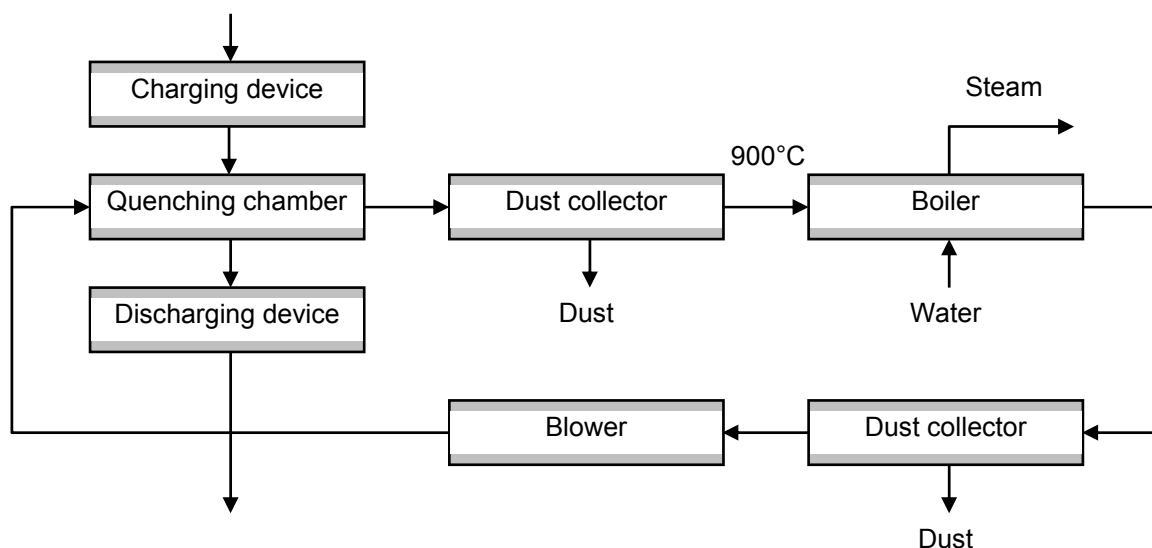 Charging device
Steam
900°C
Quenching chamber
Dust collector
Boiler
Discharging device
Dust
Water
Blower
Dust collector
Dust